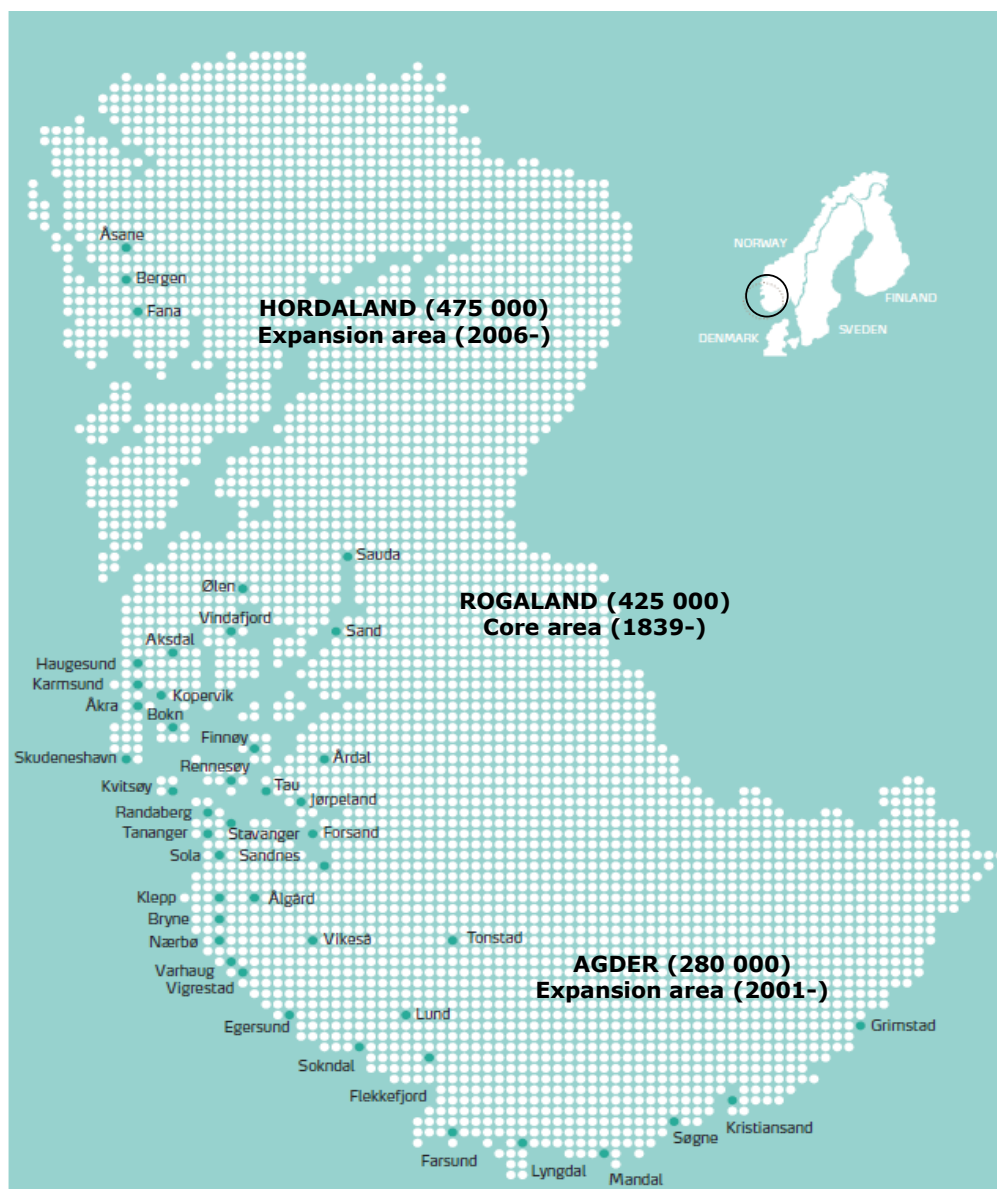 Åsane
Bergen
Fana
HORDALAND (475 000)
Expansion area (2006-)
NORWAY
FINLAND
DENMARK
SVEDEN
Sauda
Ølen
Vindafjord
Sand
ROGALAND (425 000)
Core area (1839-)
Aksdal
Haugesund
Karmsund
Kopervik
Åkra
Bokn
Finnøy
Skudeneshavn
Årdal
Rennesøy
Kvitsøy
Tau
Jørpeland
Randaberg
Tananger
Stavanger
Forsand
Sola
Sandnes
Klepp
Ålgård
Bryne
Nærbø
Vikeså
Tonstad
AGDER (280 000)
Expansion area (2001-)
Varhaug
Vigrestad
Egersund
Lund
Grimstad
Sokndal
Flekkefjord
Kristiansand
Søgne
Farsund
Lyngdal
Mandal